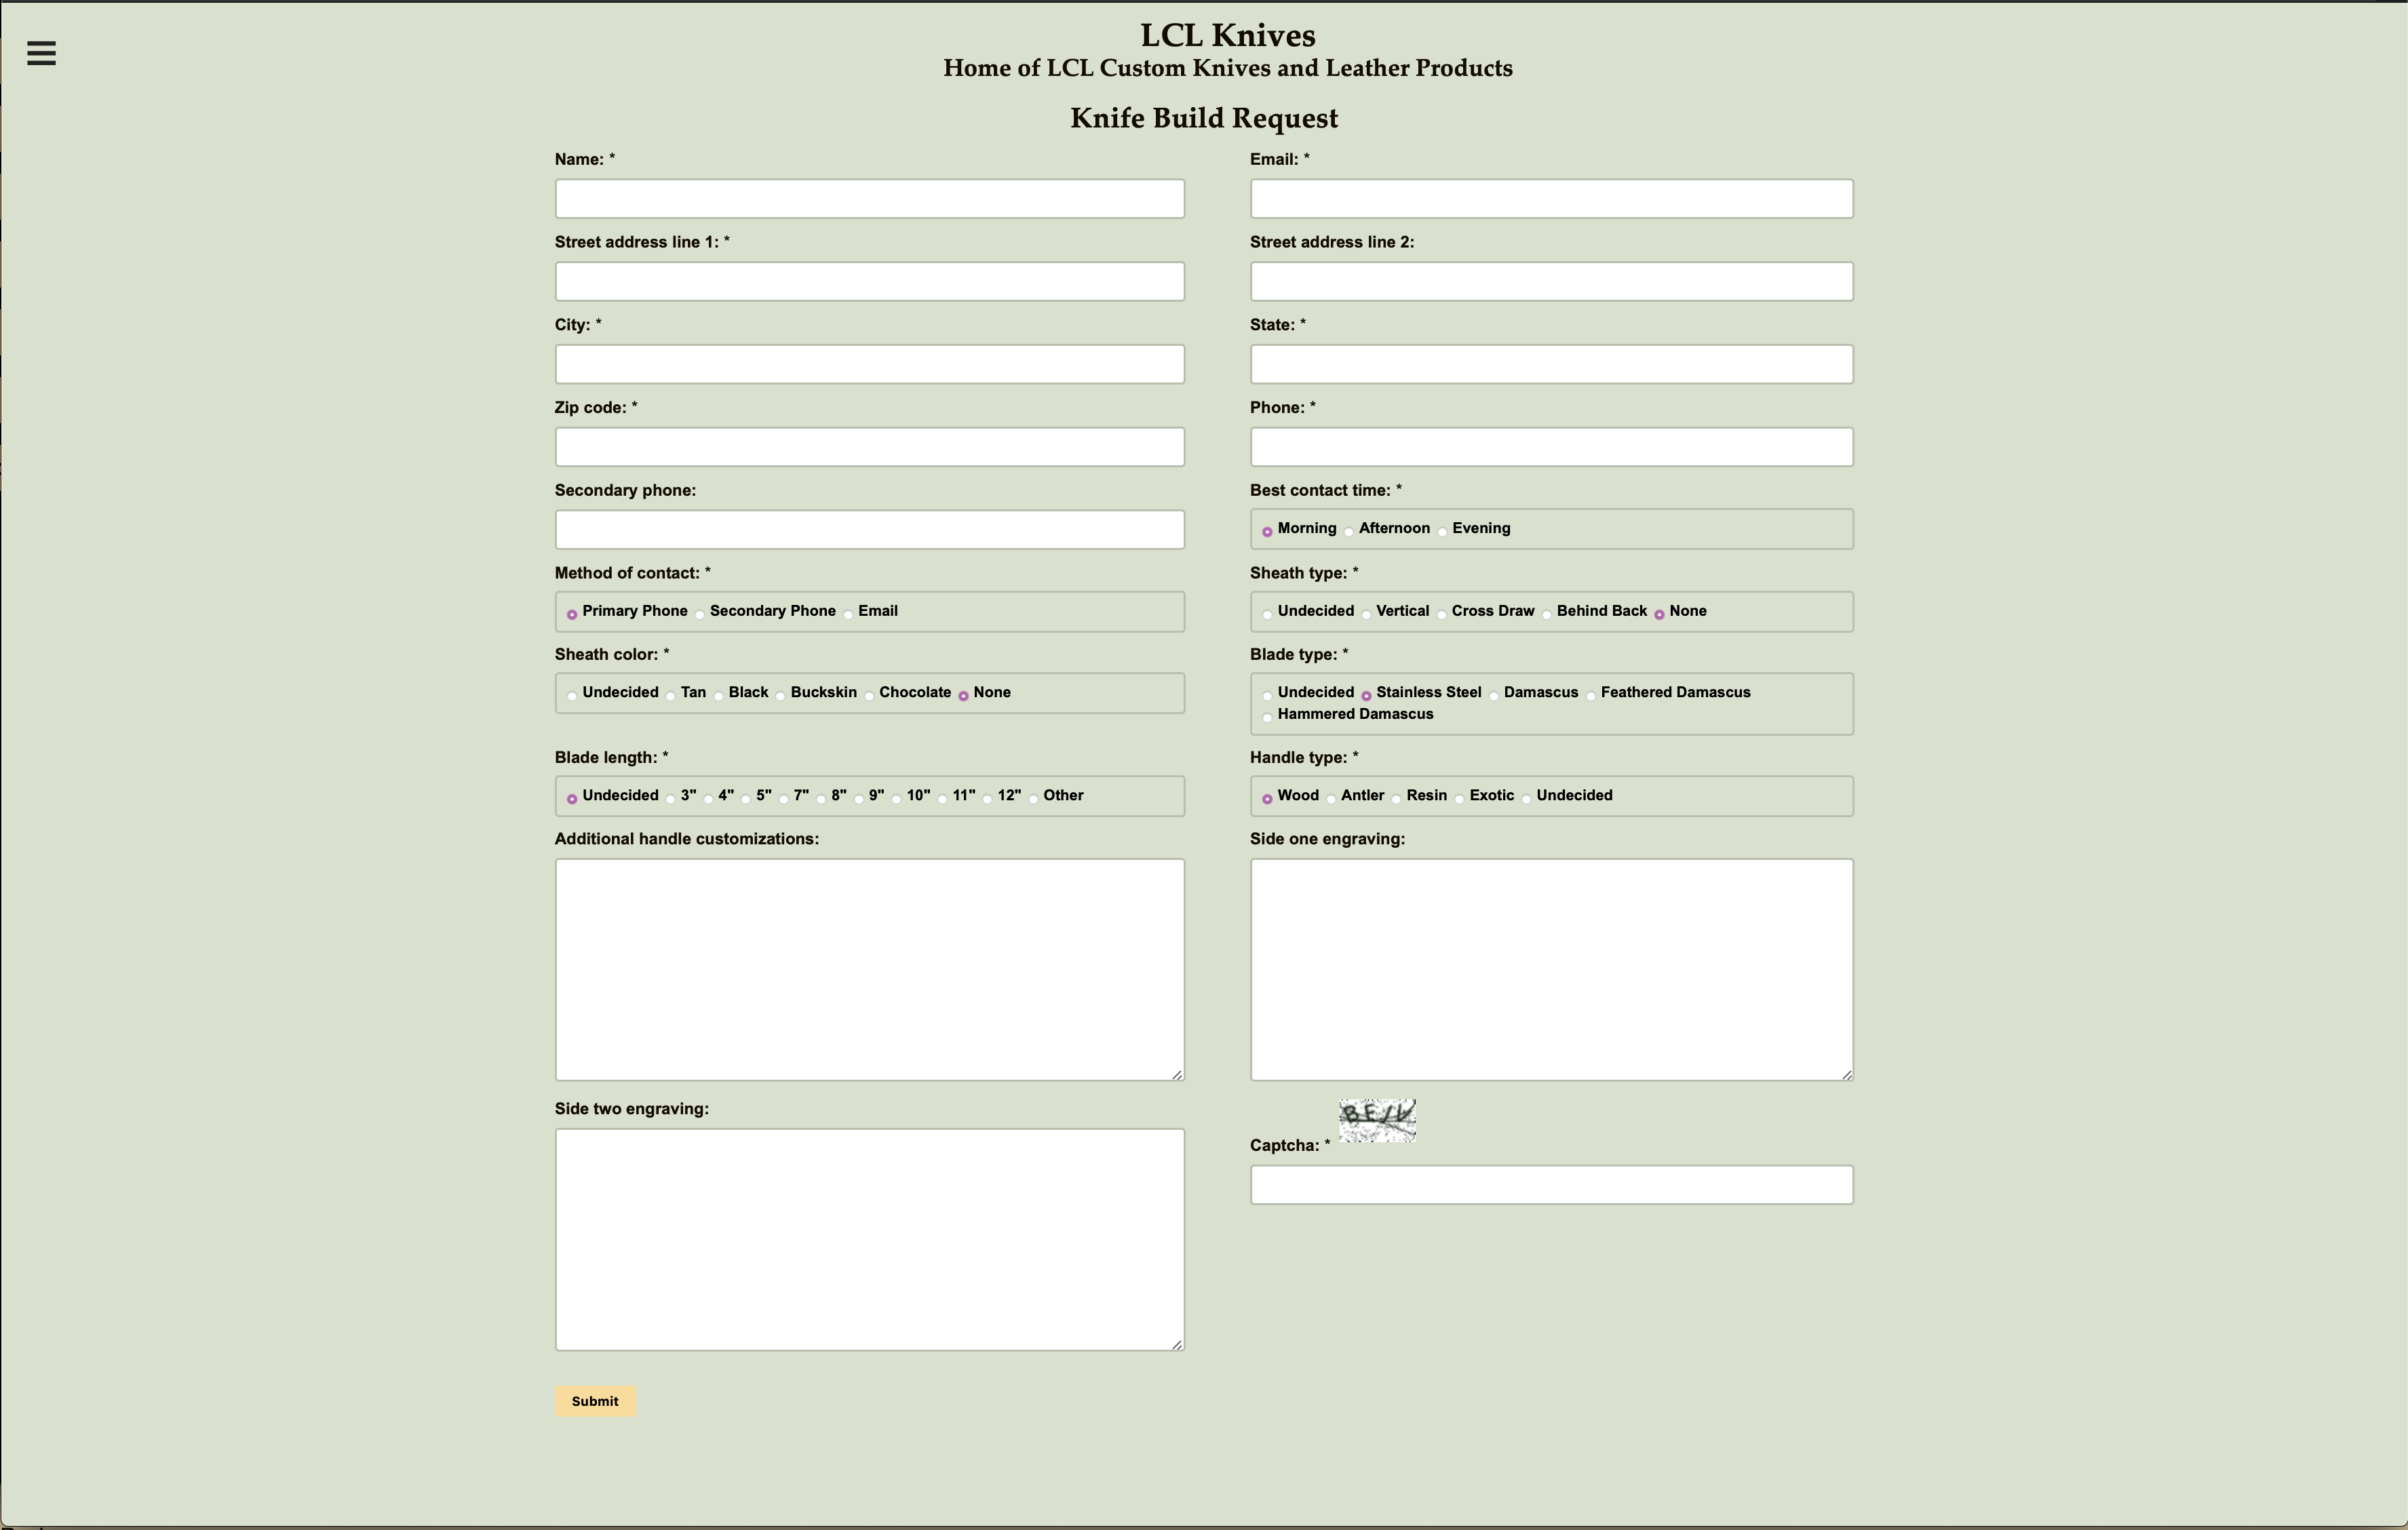 LCL Knives
Home of LCL Custom Knives and Leather Products
Knife Build Request
Name: *
Email: *
Street address line 1: *
Street address line 2:
City: *
State: *
Zip code: *
Phone: *
Secondary phone:
Best contact time: *
Morning Afternoon Evening
Method of contact: *
Primary Phone Secondary Phone Email
Sheath type: *
Undecided Vertical Cross Draw Behind Back None
Sheath color: *
Undecided Tan Black Buckskin Chocolate None
Blade type: *
Undecided Stainless Steel Damascus Feathered Damascus
Hammered Damascus
Blade length: *
Undecided 3" 4" 5" 7" 8" 9" 10" 11" 12" Other
Handle type: *
Wood Antler Resin Exotic Undecided
Additional handle customizations:
Side one engraving:
Side two engraving:
Captcha: *
Submit